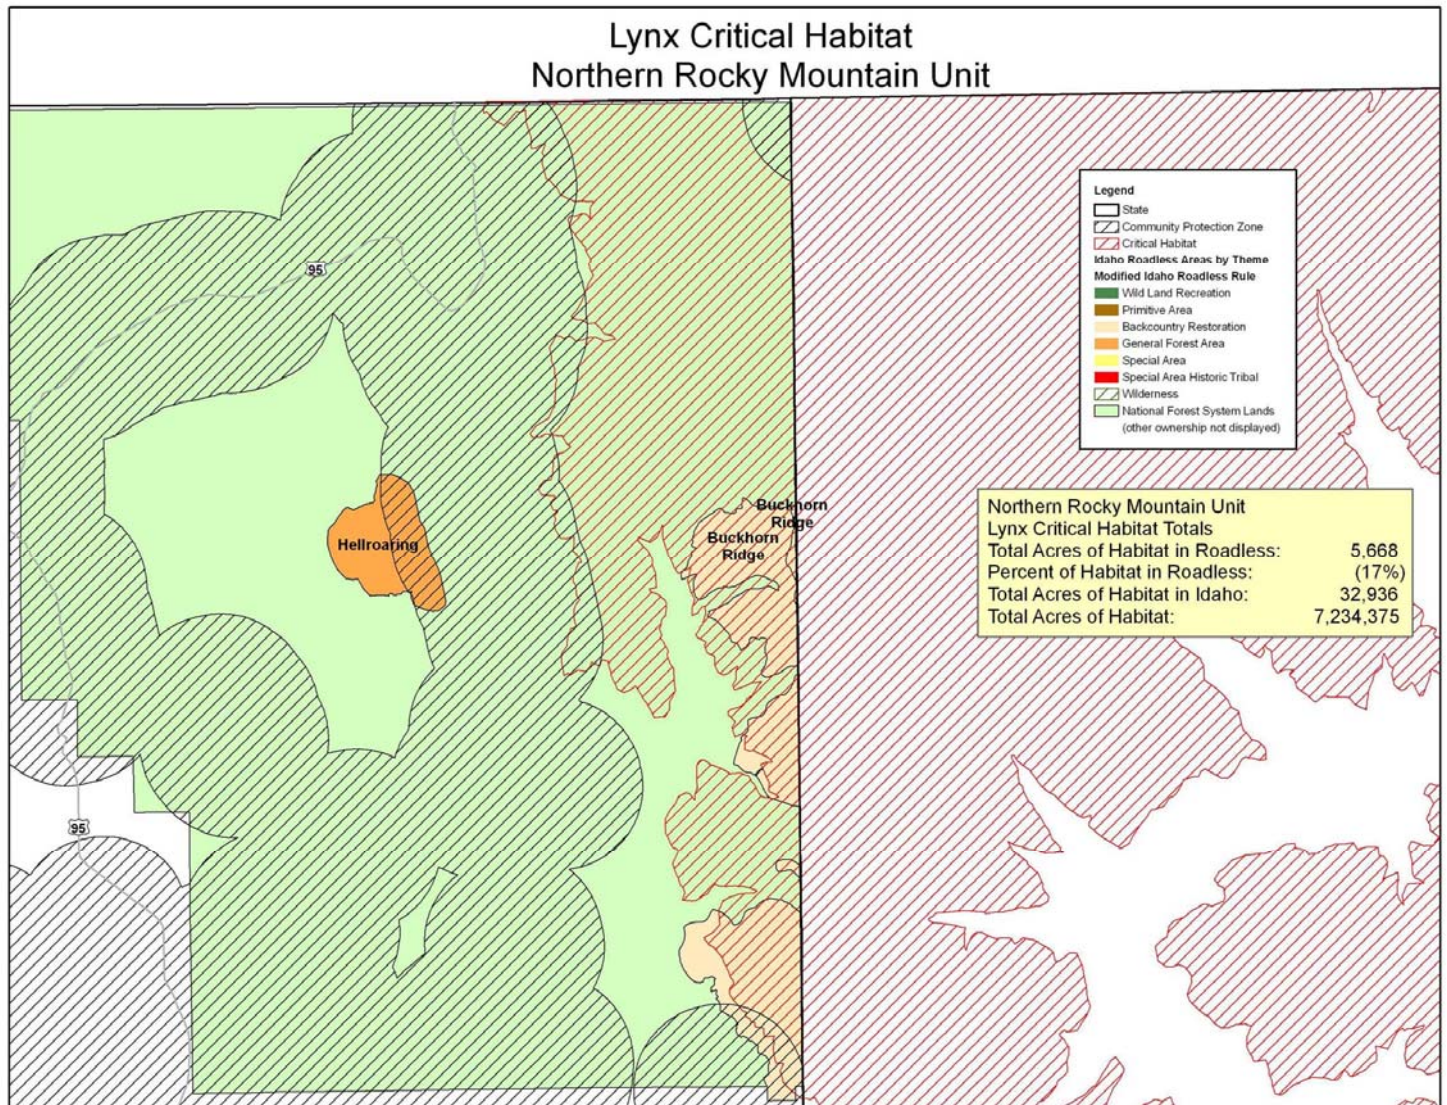 Lynx Critical Habitat
Northern Rocky Mountain Unit
95
Legend
State
Community Protection Zone
Critical Habitat
Idaho Roadless Areas by Theme
Modified Idaho Roadless Rule
Wild Land Recreation
Primitive Area
Backcountry Restoration
General Forest Area
Special Area
Special Area Historic Tribal
Wilderness
National Forest System Lands
(other ownership not displayed)
Buckhorn
Ridge
Buckhorn
Ridge
Hellroaring
Northern Rocky Mountain Unit
Lynx Critical Habitat Totals
Total Acres of Habitat in Roadless: 5,668
Percent of Habitat in Roadless: (17%)
Total Acres of Habitat in Idaho: 32,936
Total Acres of Habitat: 7,234,375
95